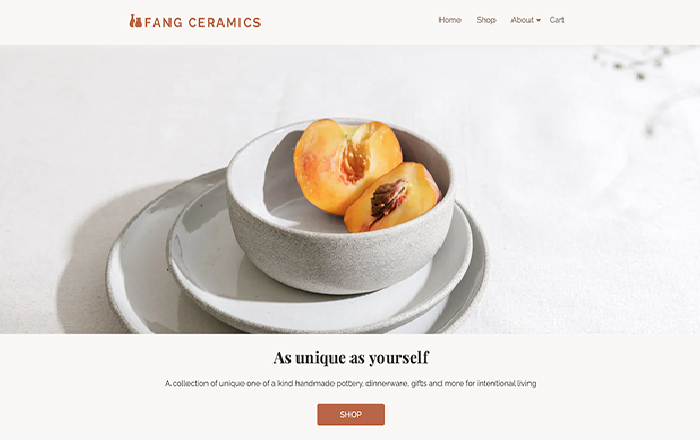 FANG CERAMICS
Home Shop About Cart
As unique as yourself
A collection of unique one of a kind handmade pottery, dinnerware, gifts and more for intentional living
SHOP